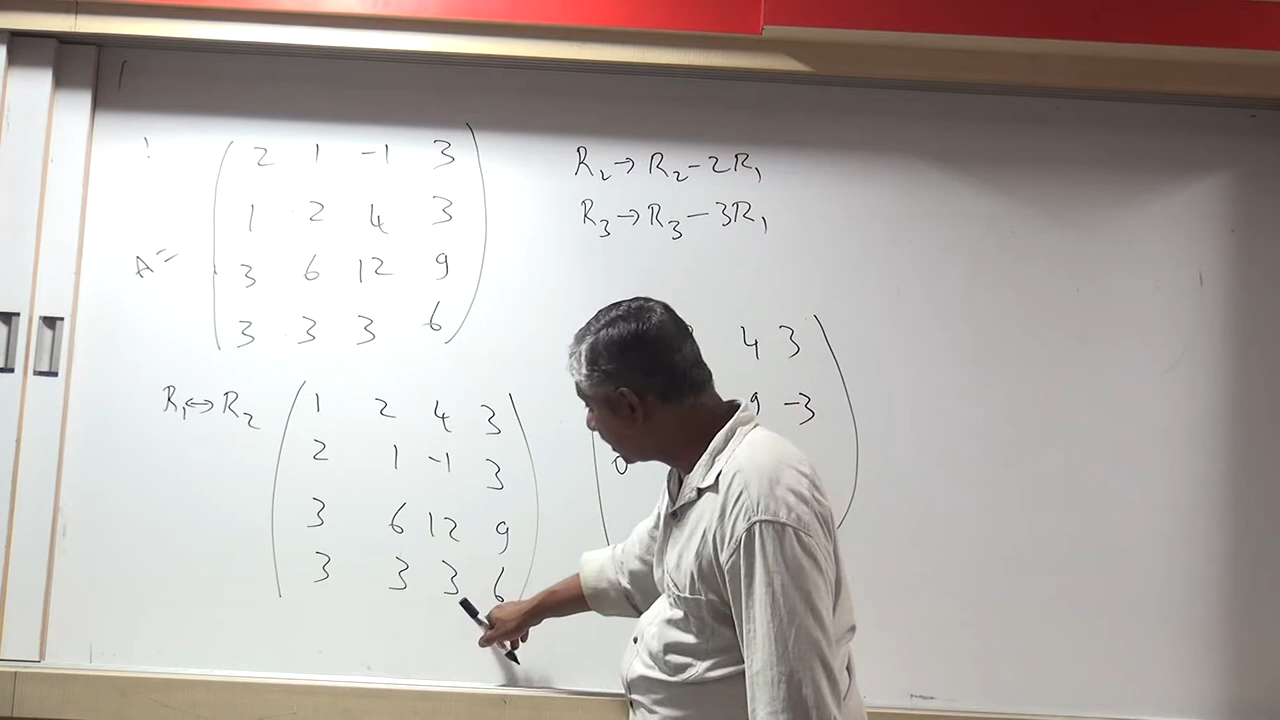 2 1 -1 3
1 2 4 3
A = 3 6 12 9
3 3 3 6
R₁↔R₂ 1 2 4 3
2 1 -1 3
3 6 12 9
3 3 3 6
R₂→R₂-2R₁
R₃→R₃-3R₁
4 3
9 -3
0